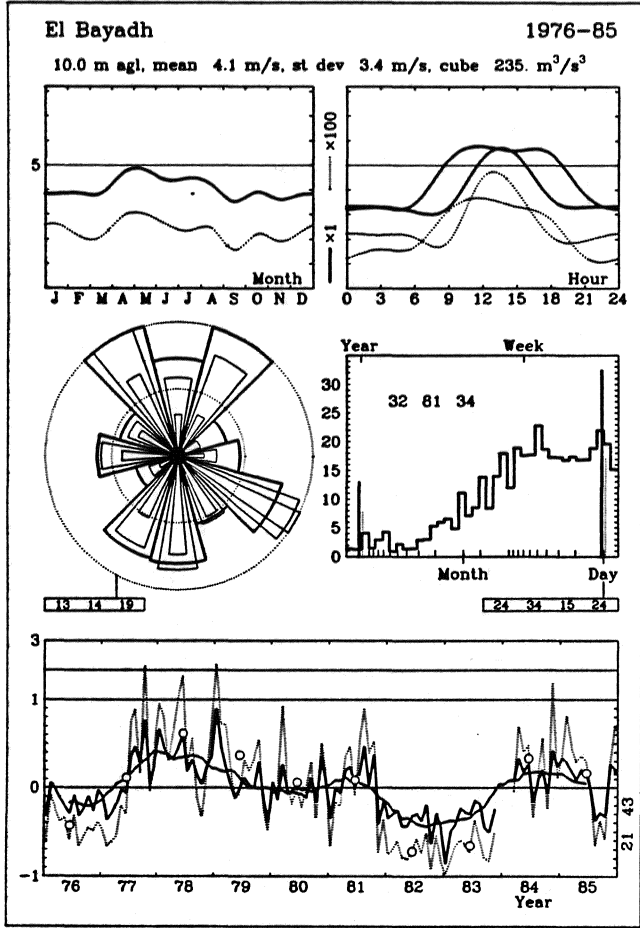 El Bayadh 1976-85
10.0 m agl, mean 4.1 m/s, st dev 3.4 m/s, cube 235. m³/s³
5
×1 ×100
Month
J F M A M J J A S O N D
Hour
0 3 6 9 12 15 18 21 24
Year Week
30
25
20
15
10
5
0
32 81 34
Month Day
13 14 19
24 34 15 24
3
1
0
-1
21 43
76 77 78 79 80 81 82 83 84 85
Year